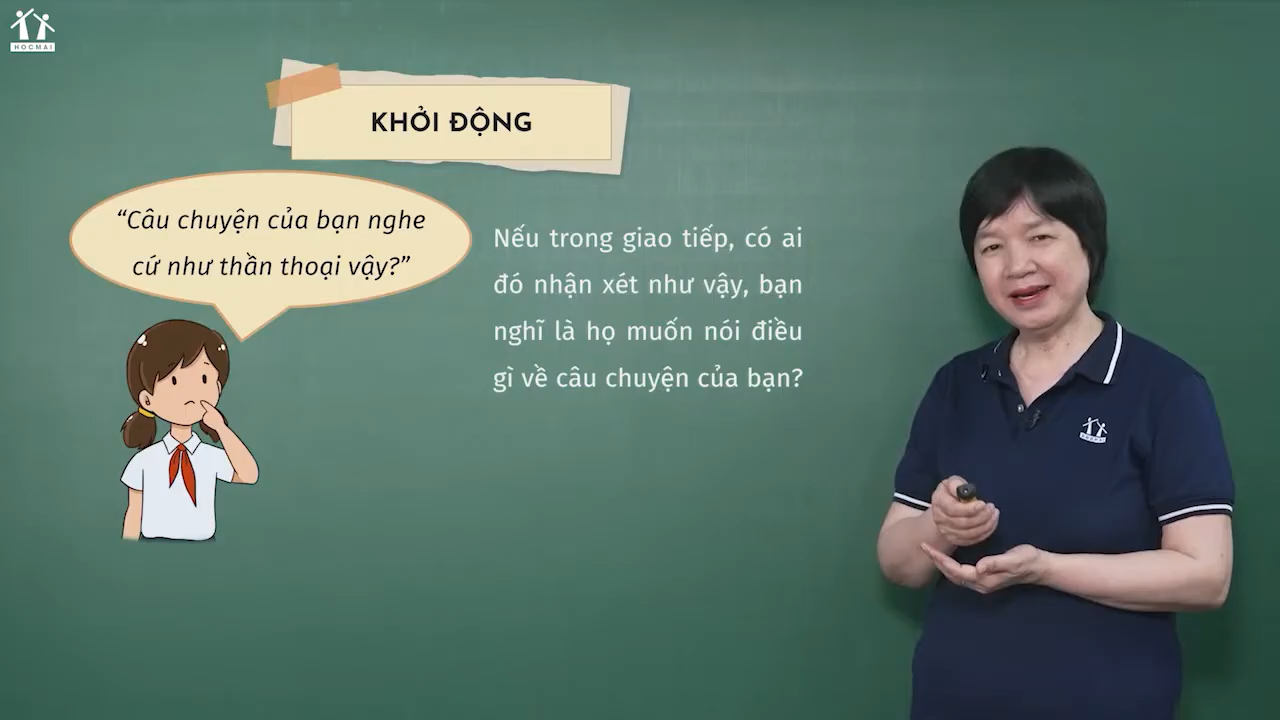 HOCMAI
KHỞI ĐỘNG
“Câu chuyện của bạn nghe
cứ như thần thoại vậy?”
Nếu trong giao tiếp, có ai
đó nhận xét như vậy, bạn
nghĩ là họ muốn nói điều
gì về câu chuyện của bạn?
HOCMAI